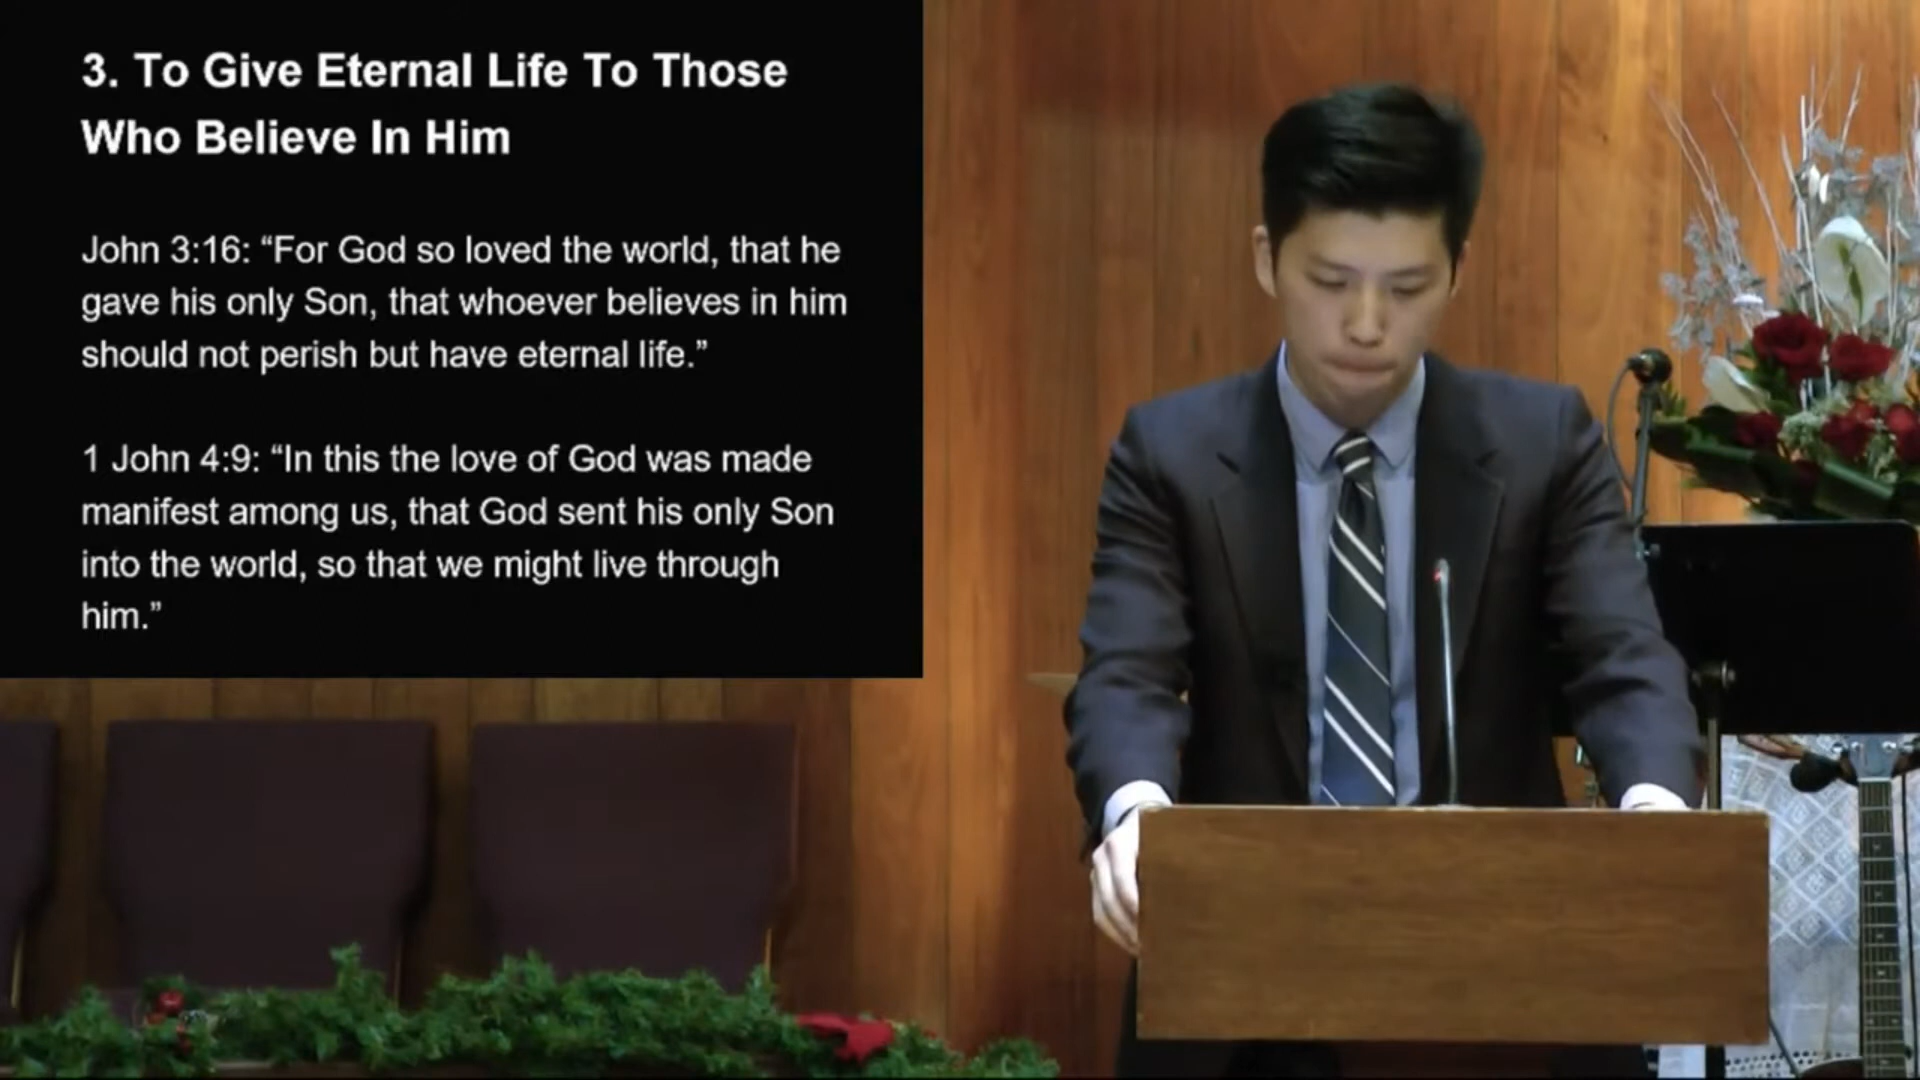 3. To Give Eternal Life To Those
Who Believe In Him
John 3:16: “For God so loved the world, that he
gave his only Son, that whoever believes in him
should not perish but have eternal life.”
1 John 4:9: “In this the love of God was made
manifest among us, that God sent his only Son
into the world, so that we might live through
him.”